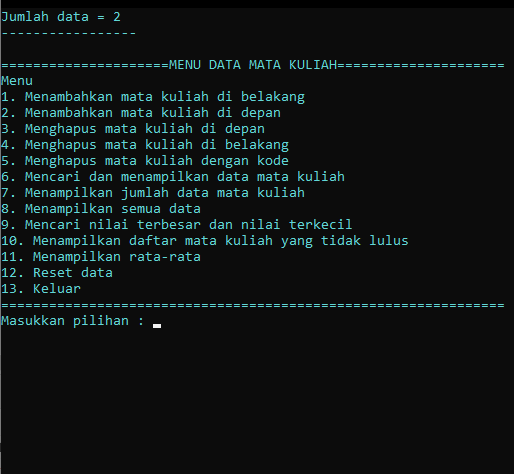 Jumlah data = 2
-----------------
=====================MENU DATA MATA KULIAH=====================
Menu
1. Menambahkan mata kuliah di belakang
2. Menambahkan mata kuliah di depan
3. Menghapus mata kuliah di depan
4. Menghapus mata kuliah di belakang
5. Menghapus mata kuliah dengan kode
6. Mencari dan menampilkan data mata kuliah
7. Menampilkan jumlah data mata kuliah
8. Menampilkan semua data
9. Mencari nilai terbesar dan nilai terkecil
10. Menampilkan daftar mata kuliah yang tidak lulus
11. Menampilkan rata-rata
12. Reset data
13. Keluar
===============================================================
Masukkan pilihan :